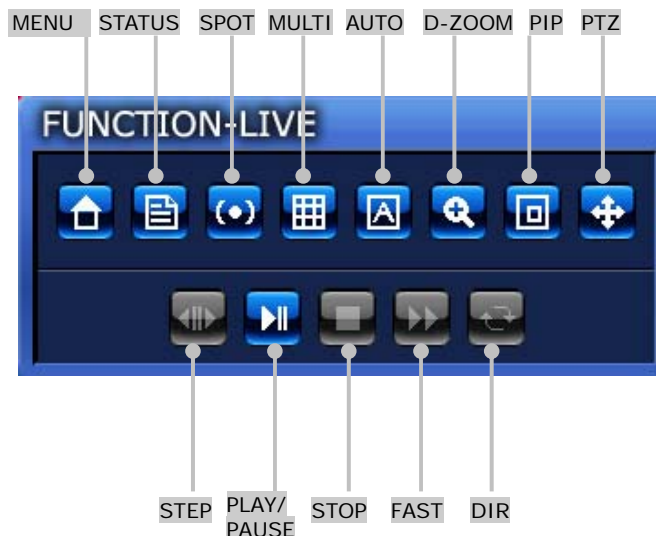 MENU STATUS SPOT MULTI AUTO D-ZOOM PIP PTZ
FUNCTION-LIVE
STEP PLAY/ STOP FAST DIR
PAUSE